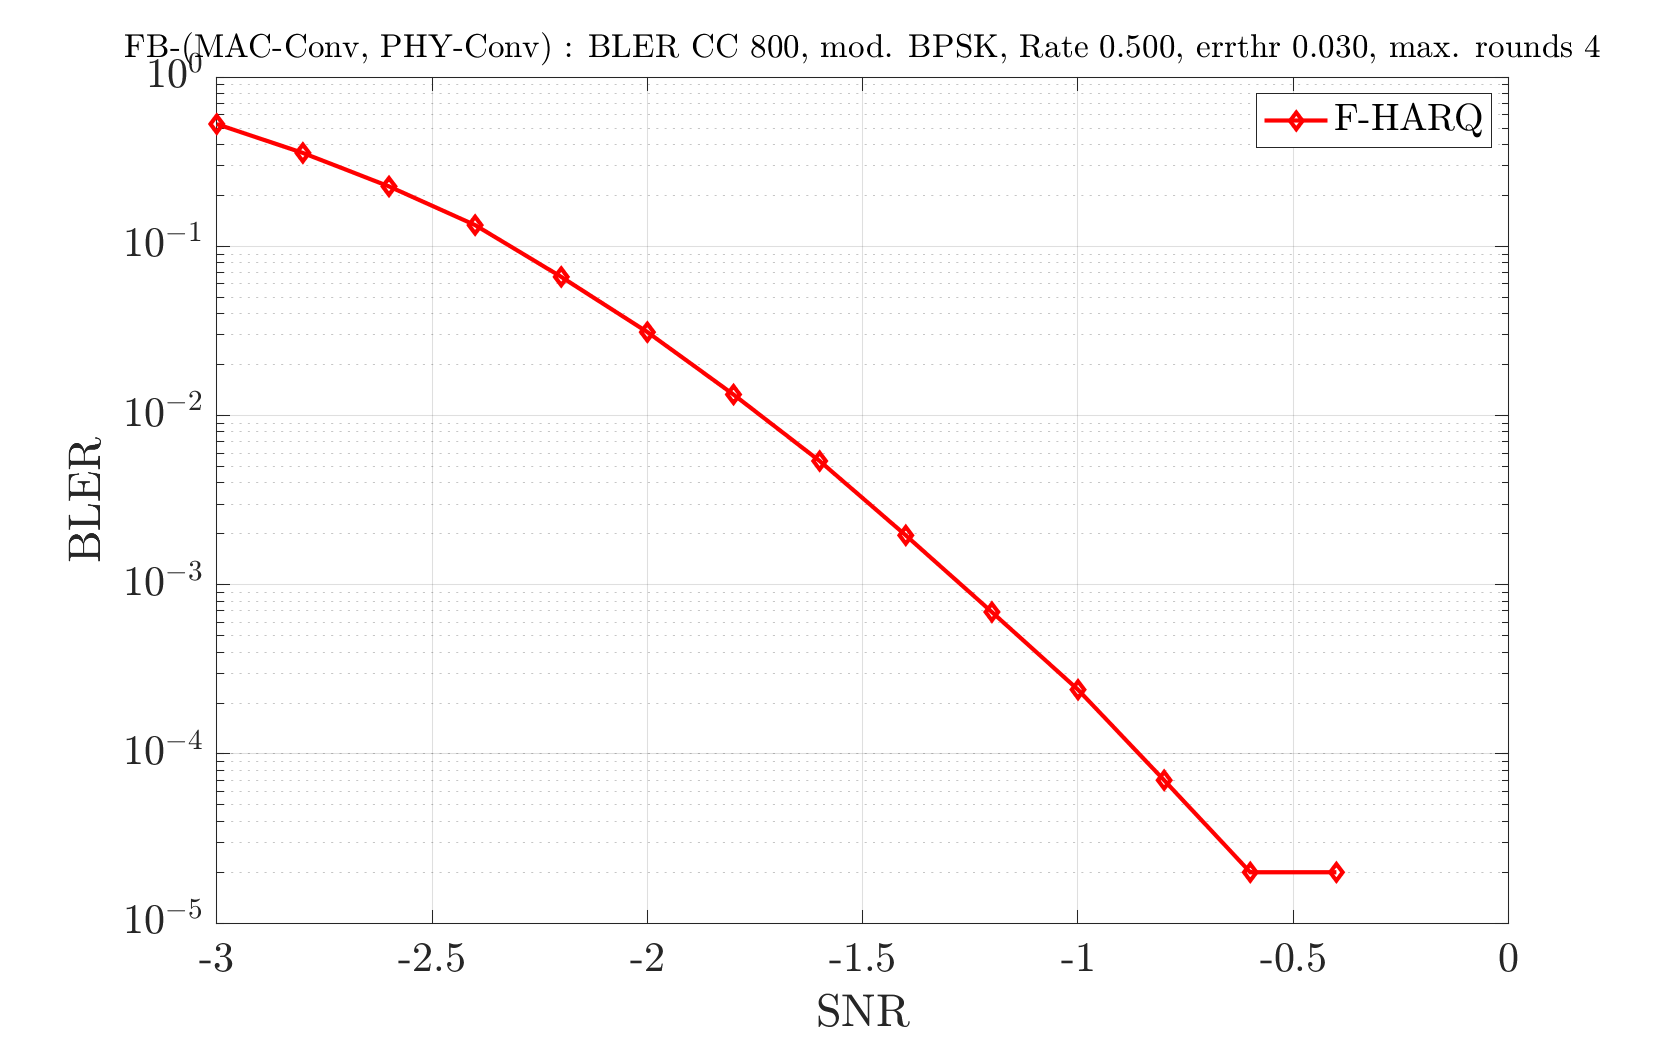 FB-(MAC-Conv, PHY-Conv) : BLER CC 800, mod. BPSK, Rate 0.500, errthr 0.030, max. rounds 4
F-HARQ
10^0
10^-1
10^-2
10^-3
10^-4
10^-5
BLER
-3 -2.5 -2 -1.5 -1 -0.5 0
SNR